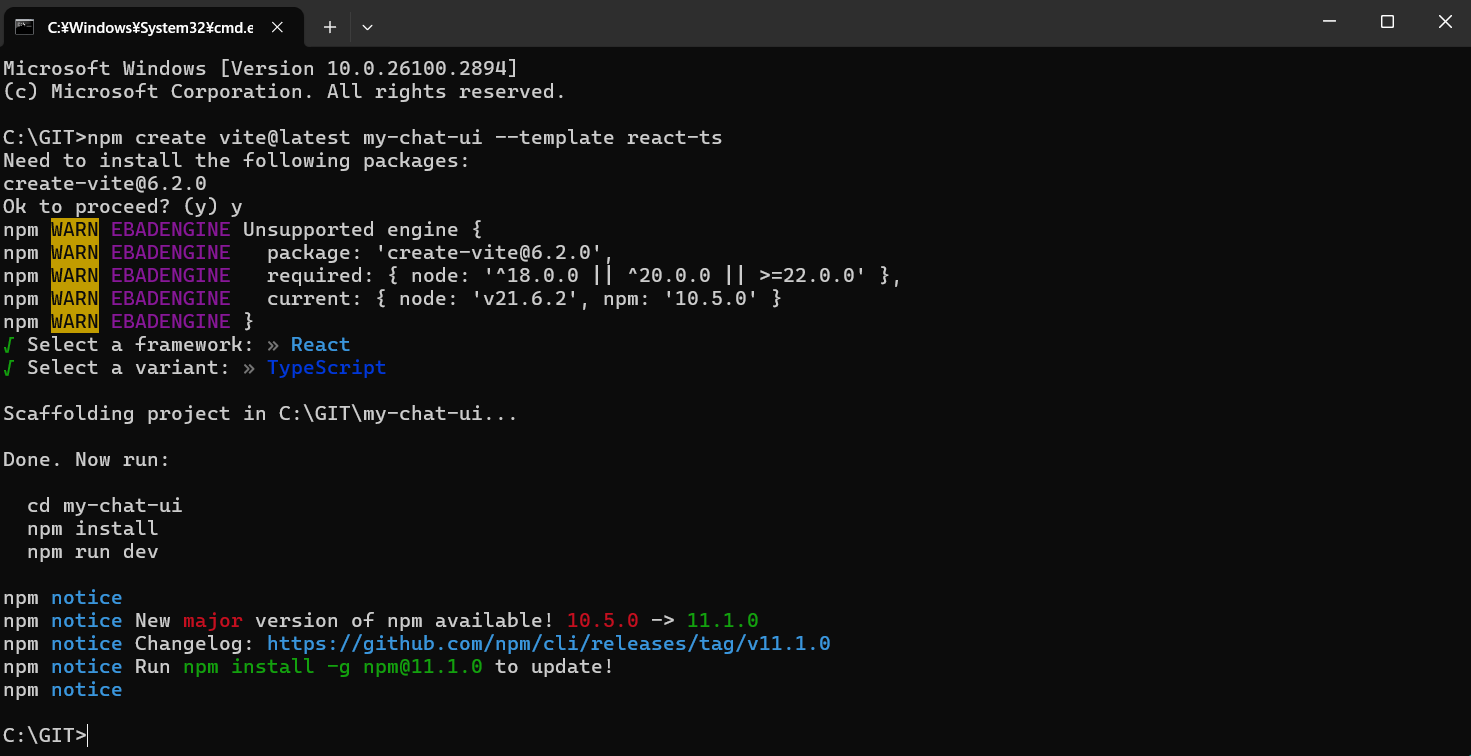 C:¥Windows¥System32¥cmd.e
Microsoft Windows [Version 10.0.26100.2894]
(c) Microsoft Corporation. All rights reserved.
C:\GIT>npm create vite@latest my-chat-ui --template react-ts
Need to install the following packages:
create-vite@6.2.0
Ok to proceed? (y) y
npm WARN EBADENGINE Unsupported engine {
npm WARN EBADENGINE   package: 'create-vite@6.2.0',
npm WARN EBADENGINE   required: { node: '^18.0.0 || ^20.0.0 || >=22.0.0' },
npm WARN EBADENGINE   current: { node: 'v21.6.2', npm: '10.5.0' }
npm WARN EBADENGINE }
√ Select a framework: » React
√ Select a variant: » TypeScript
Scaffolding project in C:\GIT\my-chat-ui...
Done. Now run:
  cd my-chat-ui
  npm install
  npm run dev
npm notice
npm notice New major version of npm available! 10.5.0 -> 11.1.0
npm notice Changelog: https://github.com/npm/cli/releases/tag/v11.1.0
npm notice Run npm install -g npm@11.1.0 to update!
npm notice
C:\GIT>